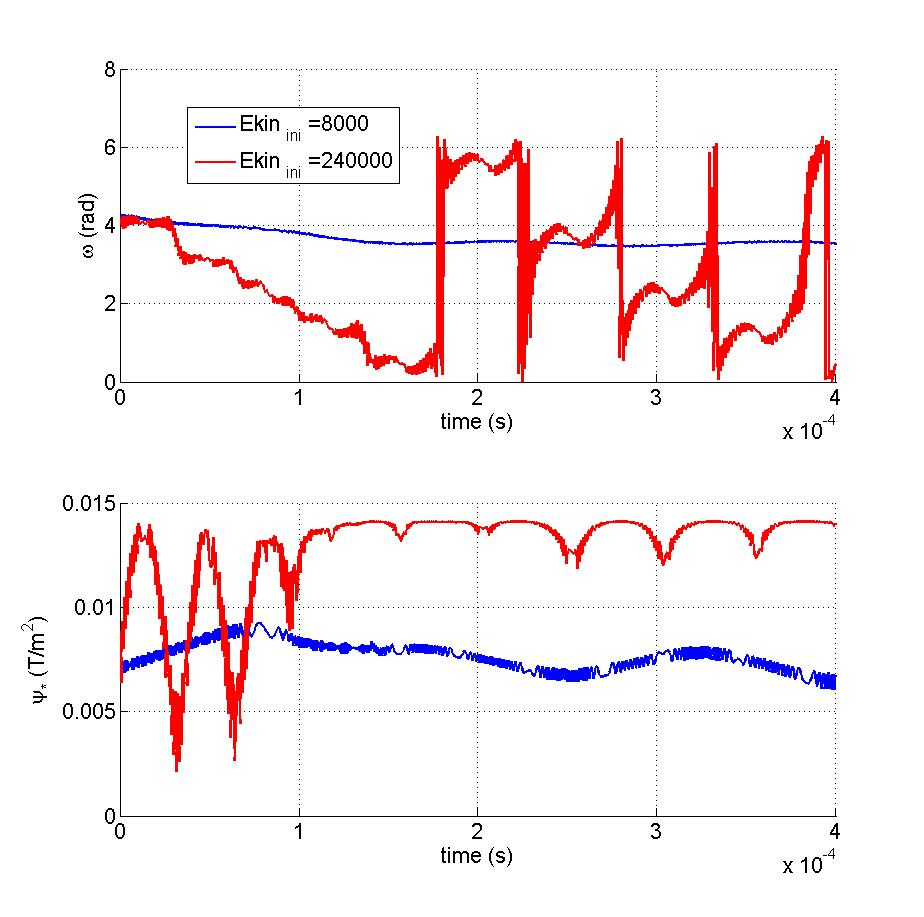 8
6
4
2
0
ω (rad)
Ekin ini =8000
Ekin ini =240000
0 1 2 3 4
time (s)
x 10-4
0.015
0.01
0.005
0
ψ* (T/m2)
0 1 2 3 4
time (s)
x 10-4